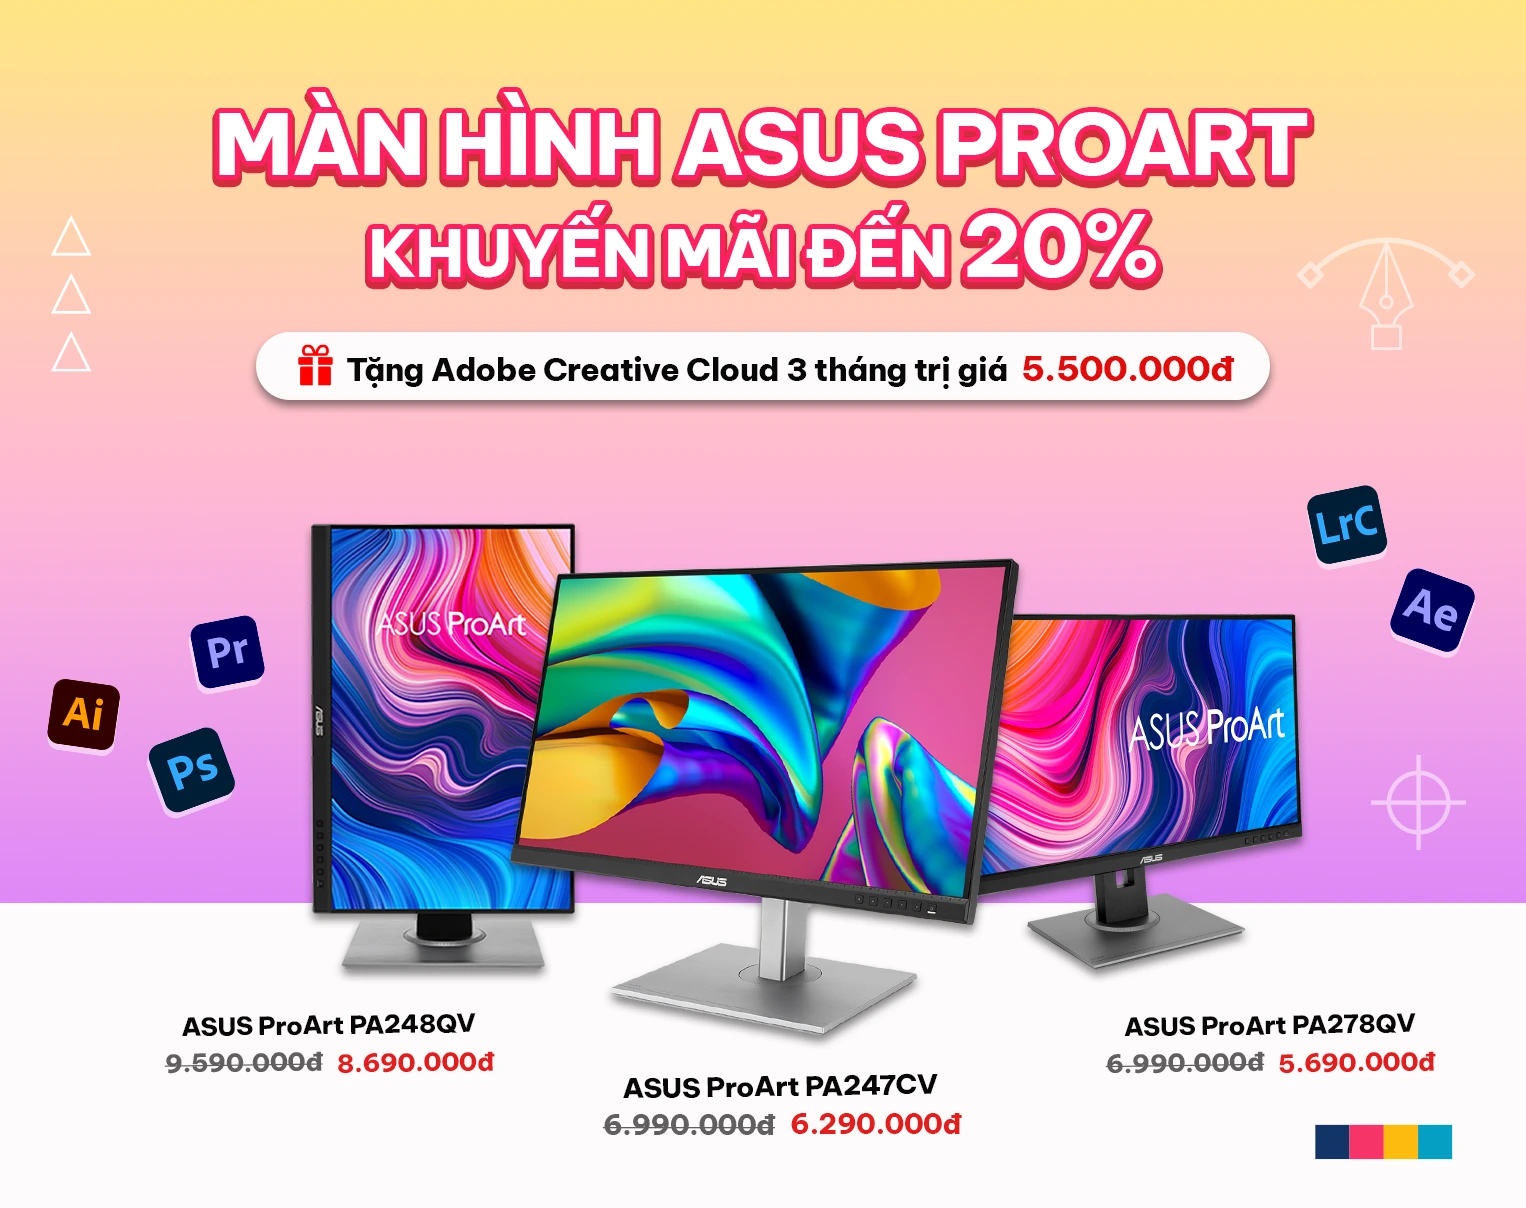 MÀN HÌNH ASUS PROART
KHUYẾN MÃI ĐẾN 20%
Tặng Adobe Creative Cloud 3 tháng trị giá 5.500.000đ
LrC
Ae
Pr
Ai
Ps
ASUS ProArt
ASUS ProArt
ASUS
ASUS
ASUS
ASUS ProArt PA248QV
9.590.000đ 8.690.000đ
ASUS ProArt PA247CV
6.990.000đ 6.290.000đ
ASUS ProArt PA278QV
6.990.000đ 5.690.000đ